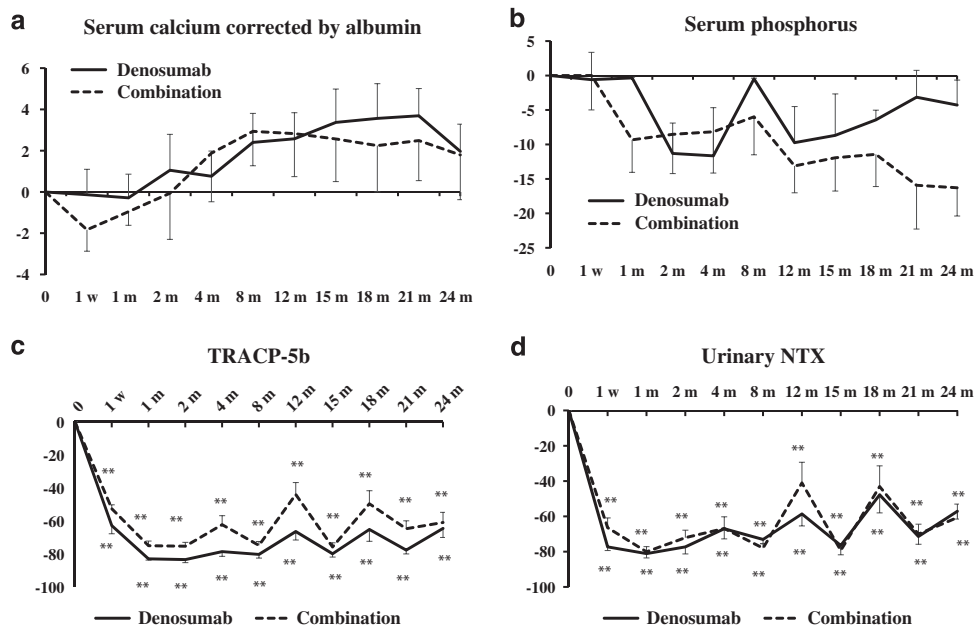 a
Serum calcium corrected by albumin
6
4
2
0
-2
-4
Denosumab
Combination
0 1 w 1 m 2 m 4 m 8 m 12 m 15 m 18 m 21 m 24 m
b
Serum phosphorus
5
0
-5
-10
-15
-20
-25
Denosumab
Combination
0 1 w 1 m 2 m 4 m 8 m 12 m 15 m 18 m 21 m 24 m
c
TRACP-5b
0 1 w 1 m 2 m 4 m 8 m 12 m 15 m 18 m 21 m 24 m
0
-20
-40
-60
-80
-100
** ** ** ** ** ** ** ** ** **
** ** ** ** ** ** ** ** ** **
Denosumab Combination
d
Urinary NTX
0 1 w 1 m 2 m 4 m 8 m 12 m 15 m 18 m 21 m 24 m
0
-20
-40
-60
-80
-100
** ** ** ** ** ** ** ** ** **
** ** ** ** ** ** ** ** ** **
Denosumab Combination